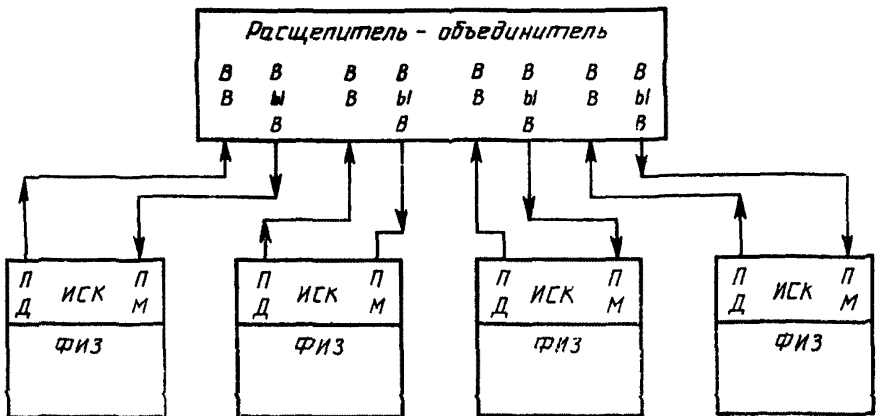 Расщепитель - объединитель
В В В В В В В В
В Ы В Ы В Ы В Ы
В В В В
П ИСК П П ИСК П П ИСК П П ИСК П
Д М Д М Д М Д М
ФИЗ ФИЗ ФИЗ ФИЗ